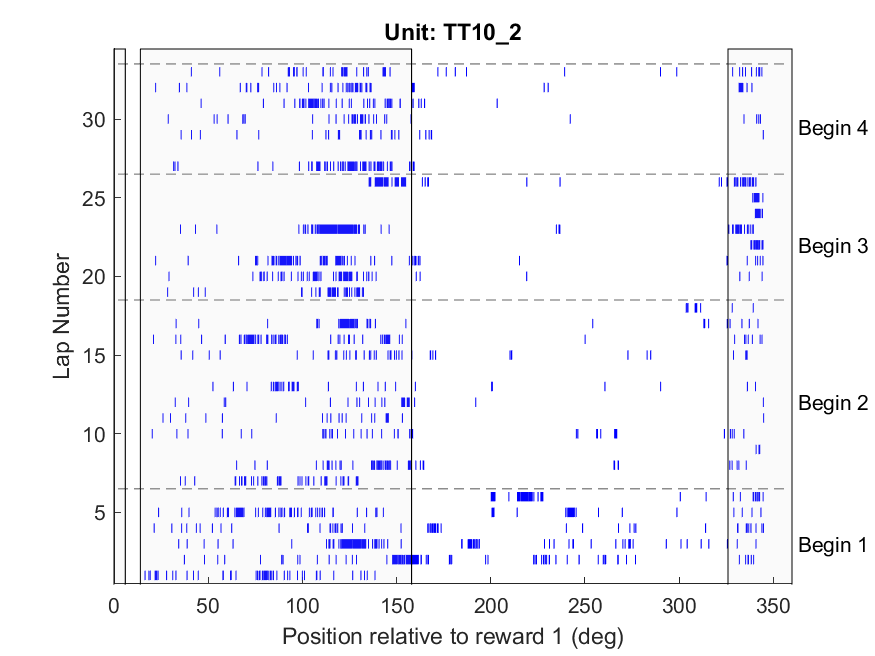 Unit: TT10_2
Lap Number
30
25
20
15
10
5
Begin 4
Begin 3
Begin 2
Begin 1
0 50 100 150 200 250 300 350
Position relative to reward 1 (deg)